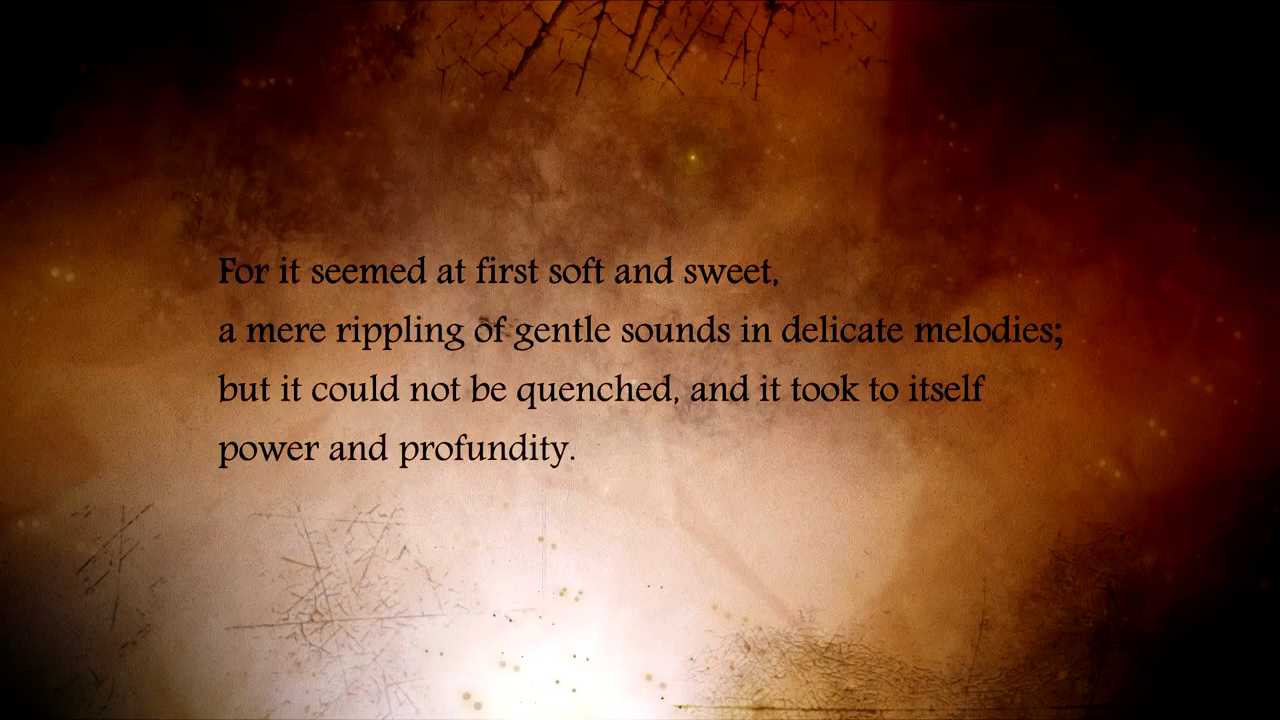 For it seemed at first soft and sweet,
a mere rippling of gentle sounds in delicate melodies;
but it could not be quenched, and it took to itself
power and profundity.